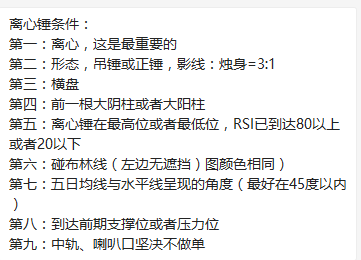 离心锤条件：
第一：离心，这是最重要的
第二：形态，吊锤或正锤，影线：烛身=3:1
第三：横盘
第四：前一根大阴柱或者大阳柱
第五：离心锤在最高位或者最低位，RSI已到达80以上
或者20以下
第六：碰布林线（左边无遮挡）图颜色相同）
第七：五日均线与水平线呈现的角度（最好在45度以内
）
第八：到达前期支撑位或者压力位
第九：中轨、喇叭口坚决不做单